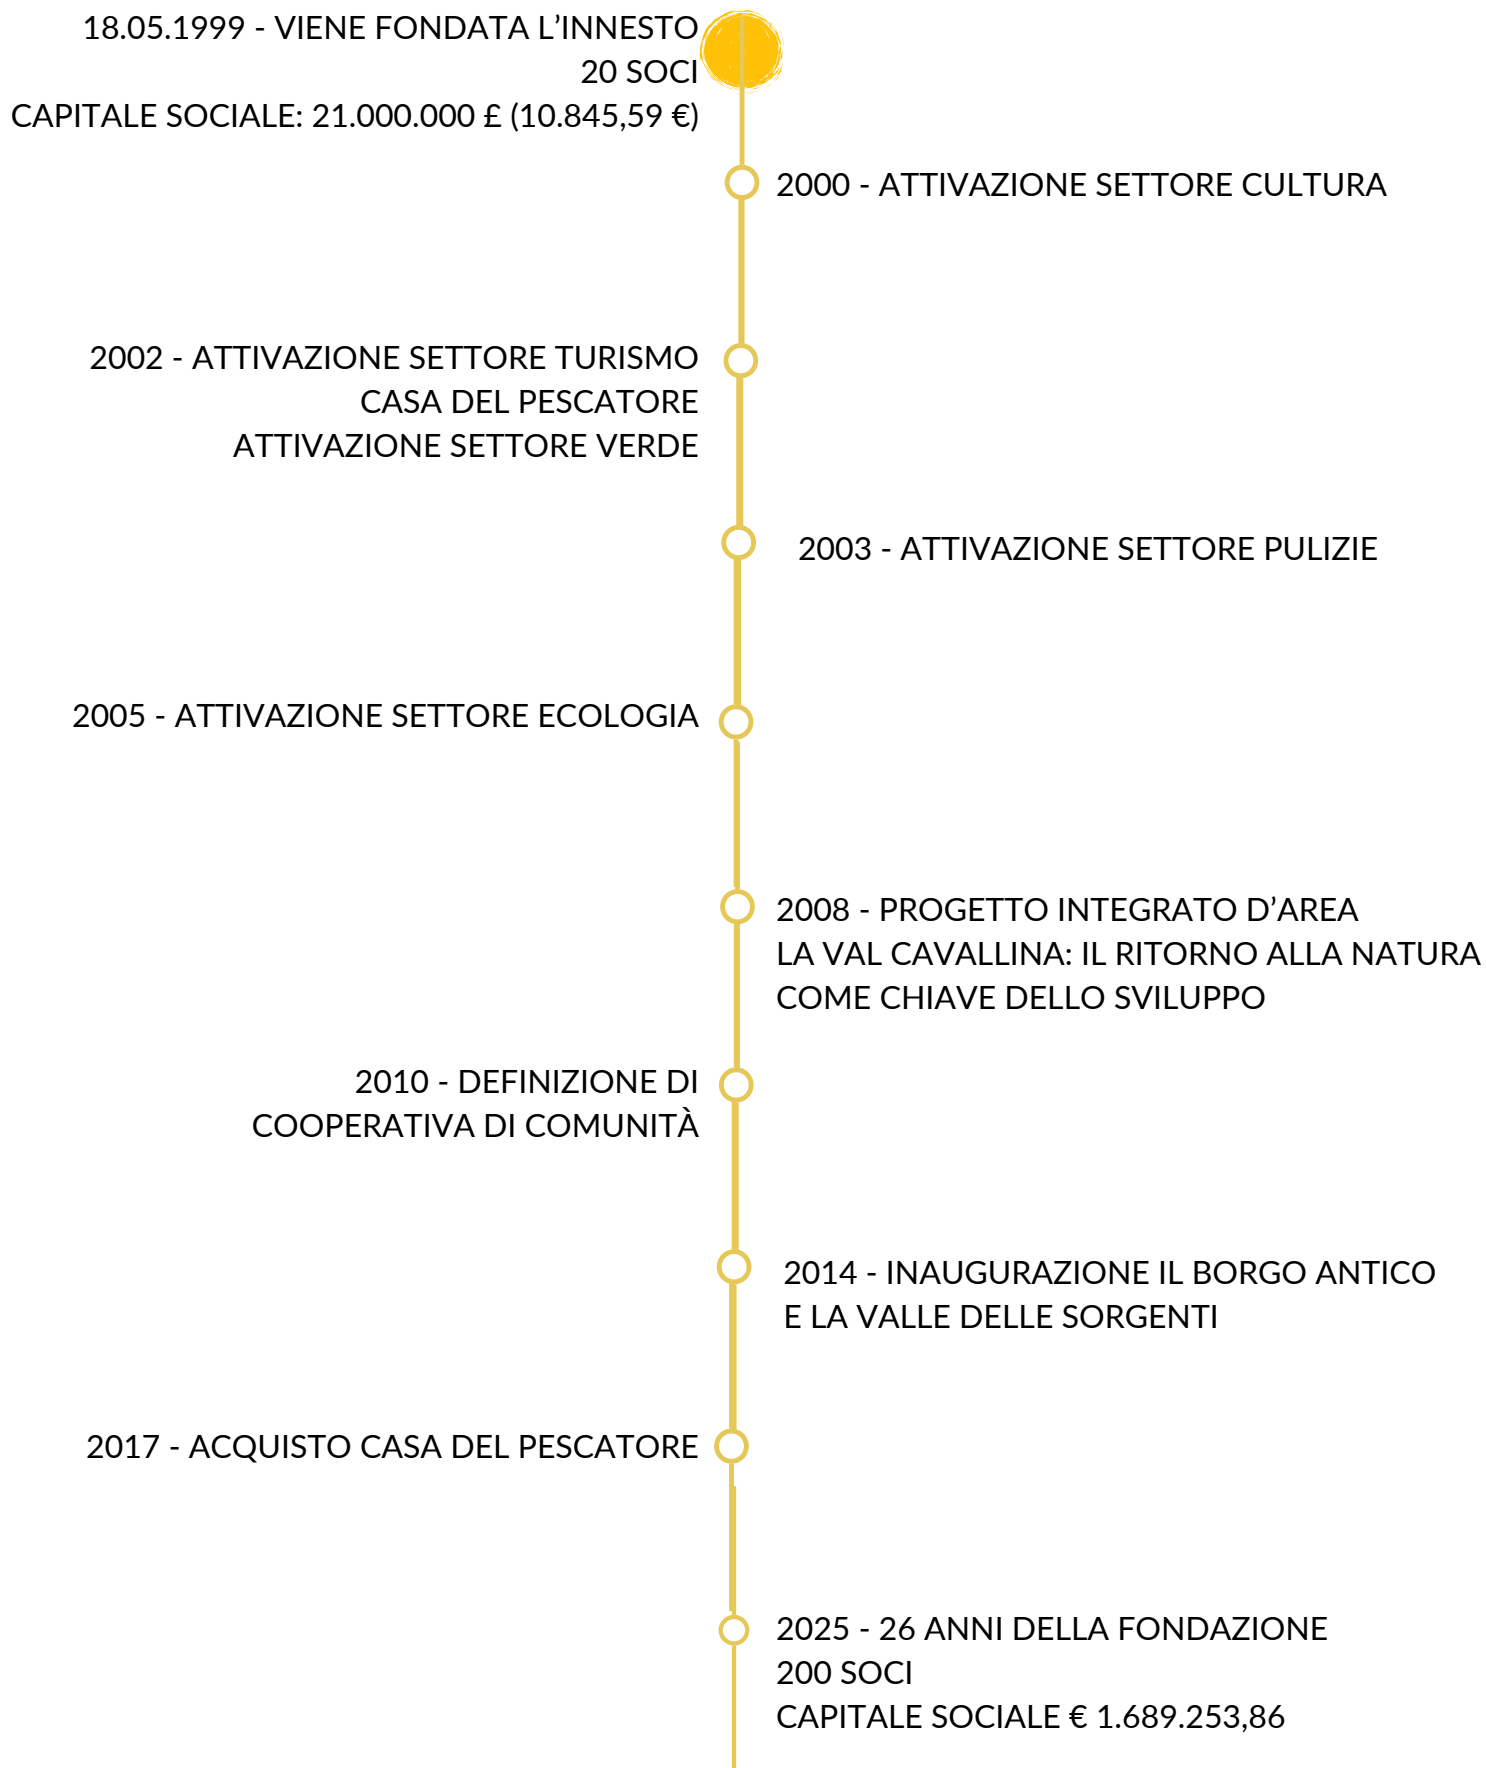 18.05.1999 - VIENE FONDATA L’INNESTO
20 SOCI
CAPITALE SOCIALE: 21.000.000 £ (10.845,59 €)
2000 - ATTIVAZIONE SETTORE CULTURA
2002 - ATTIVAZIONE SETTORE TURISMO
CASA DEL PESCATORE
ATTIVAZIONE SETTORE VERDE
2003 - ATTIVAZIONE SETTORE PULIZIE
2005 - ATTIVAZIONE SETTORE ECOLOGIA
2008 - PROGETTO INTEGRATO D’AREA
LA VAL CAVALLINA: IL RITORNO ALLA NATURA
COME CHIAVE DELLO SVILUPPO
2010 - DEFINIZIONE DI
COOPERATIVA DI COMUNITÀ
2014 - INAUGURAZIONE IL BORGO ANTICO
E LA VALLE DELLE SORGENTI
2017 - ACQUISTO CASA DEL PESCATORE
2025 - 26 ANNI DELLA FONDAZIONE
200 SOCI
CAPITALE SOCIALE € 1.689.253,86